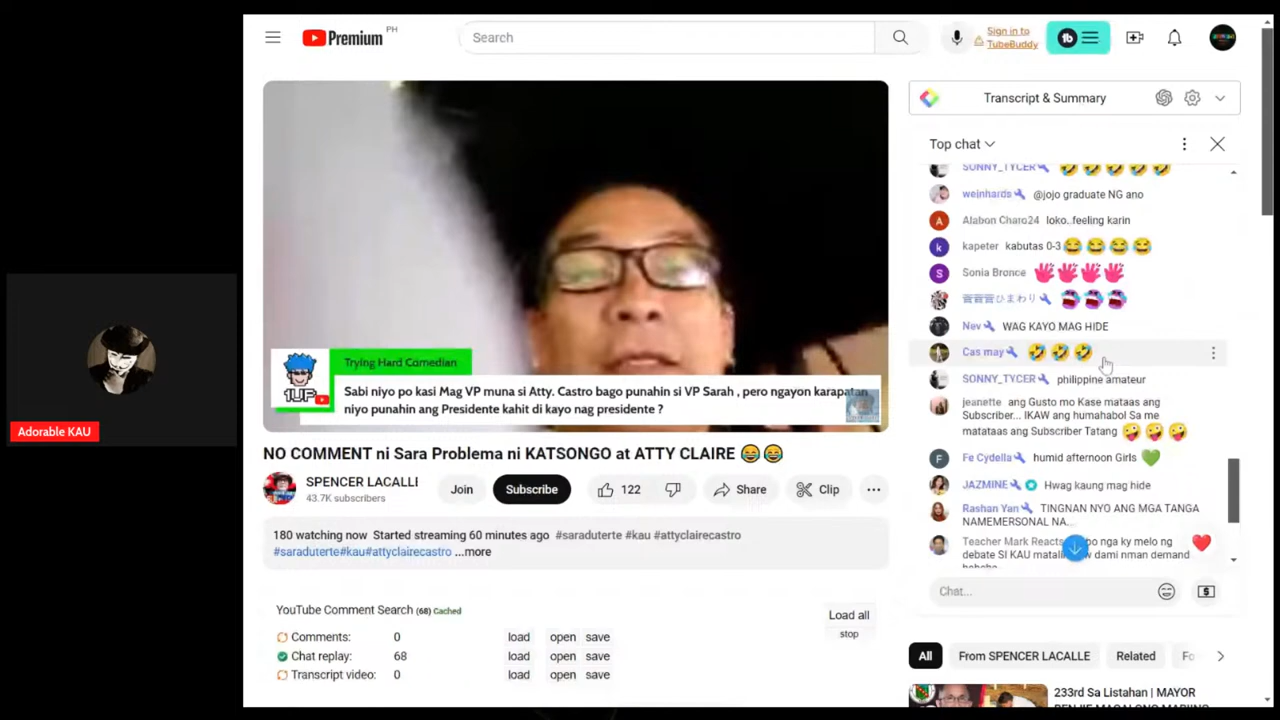 Premium PH
Search
Sign in to
TubeBuddy
Transcript & Summary
Top chat
SONNY_TYCER
weinhards @jojo graduate NG ano
Alabon Charo24 loko..feeling karin
kapeter kabutas 0-3
Sonia Bronce
Nev WAG KAYO MAG HIDE
Cas may
SONNY_TYCER philippine amateur
jeanette ang Gusto mo Kase mataas ang
Subscriber... IKAW ang humahabol Sa me
matataas ang Subscriber Tatang
Fe Cydella humid afternoon Girls
JAZMINE Hwag kaung mag hide
Rashan Yan TINGNAN NYO ANG MGA TANGA
NAMEMERSONAL NA..
Teacher Mark Reacts
debate SI KAU
dami nman demand
Chat...
Trying Hard Comedian
Sabi niyo po kasi Mag VP muna si Atty. Castro bago punahin si VP Sarah , pero ngayon karapatan
niyo punahin ang Presidente kahit di kayo nag presidente ?
1UP
Adorable KAU
NO COMMENT ni Sara Problema ni KATSONGO at ATTY CLAIRE
SPENCER LACALLE
43.7K subscribers
Join
Subscribe
122
Share
Clip
180 watching now Started streaming 60 minutes ago #saraduterte #kau #attyclairecastro
#saraduterte#kau#attyclairecastro ...more
YouTube Comment Search (68) Cached
Load all
stop
Comments: 0 load open save
Chat replay: 68 load open save
Transcript video: 0 load open save
All
From SPENCER LACALLE
Related
Fo
233rd Sa Listahan | MAYOR